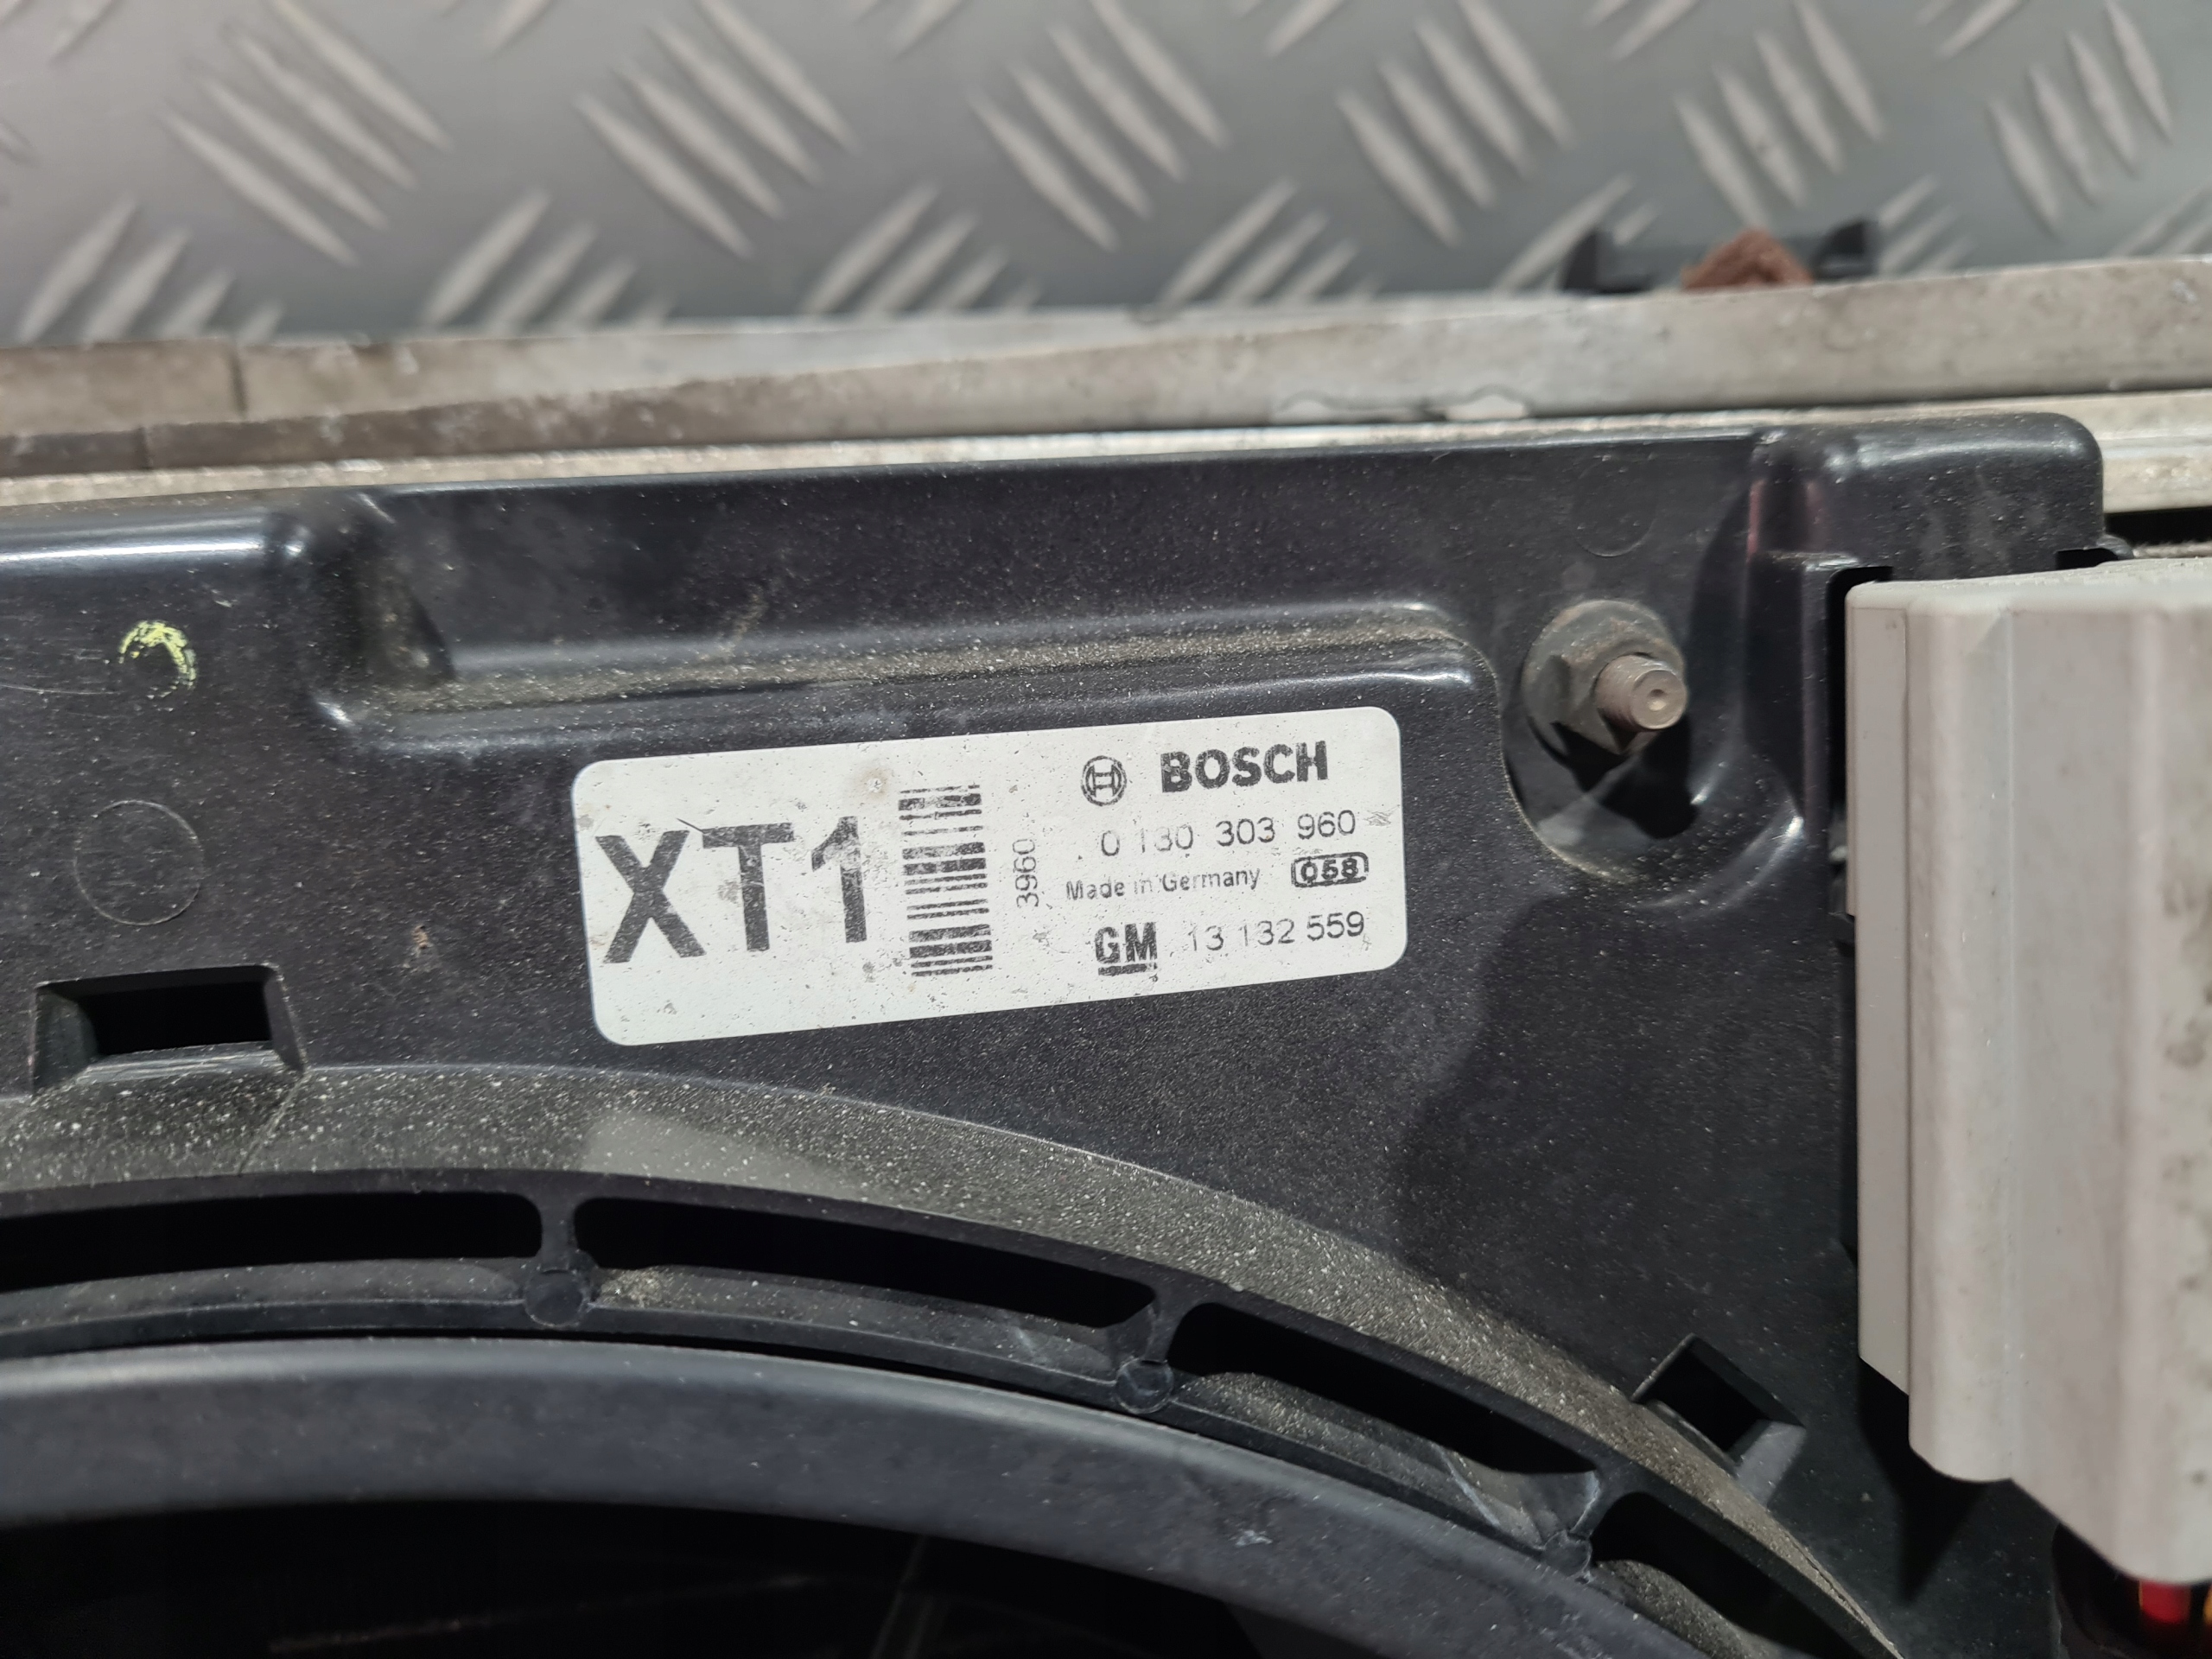 XT1
3960
BOSCH
0 130 303 960
Made in Germany 058
GM 13 132 559